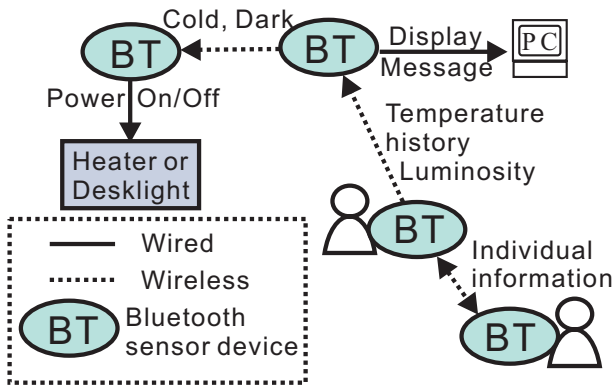 Cold, Dark
BT
BT
Display
Message
PC
Power On/Off
Heater or
Desklight
Temperature
history
Luminosity
BT
Individual
information
BT
Wired
Wireless
BT
Bluetooth
sensor device